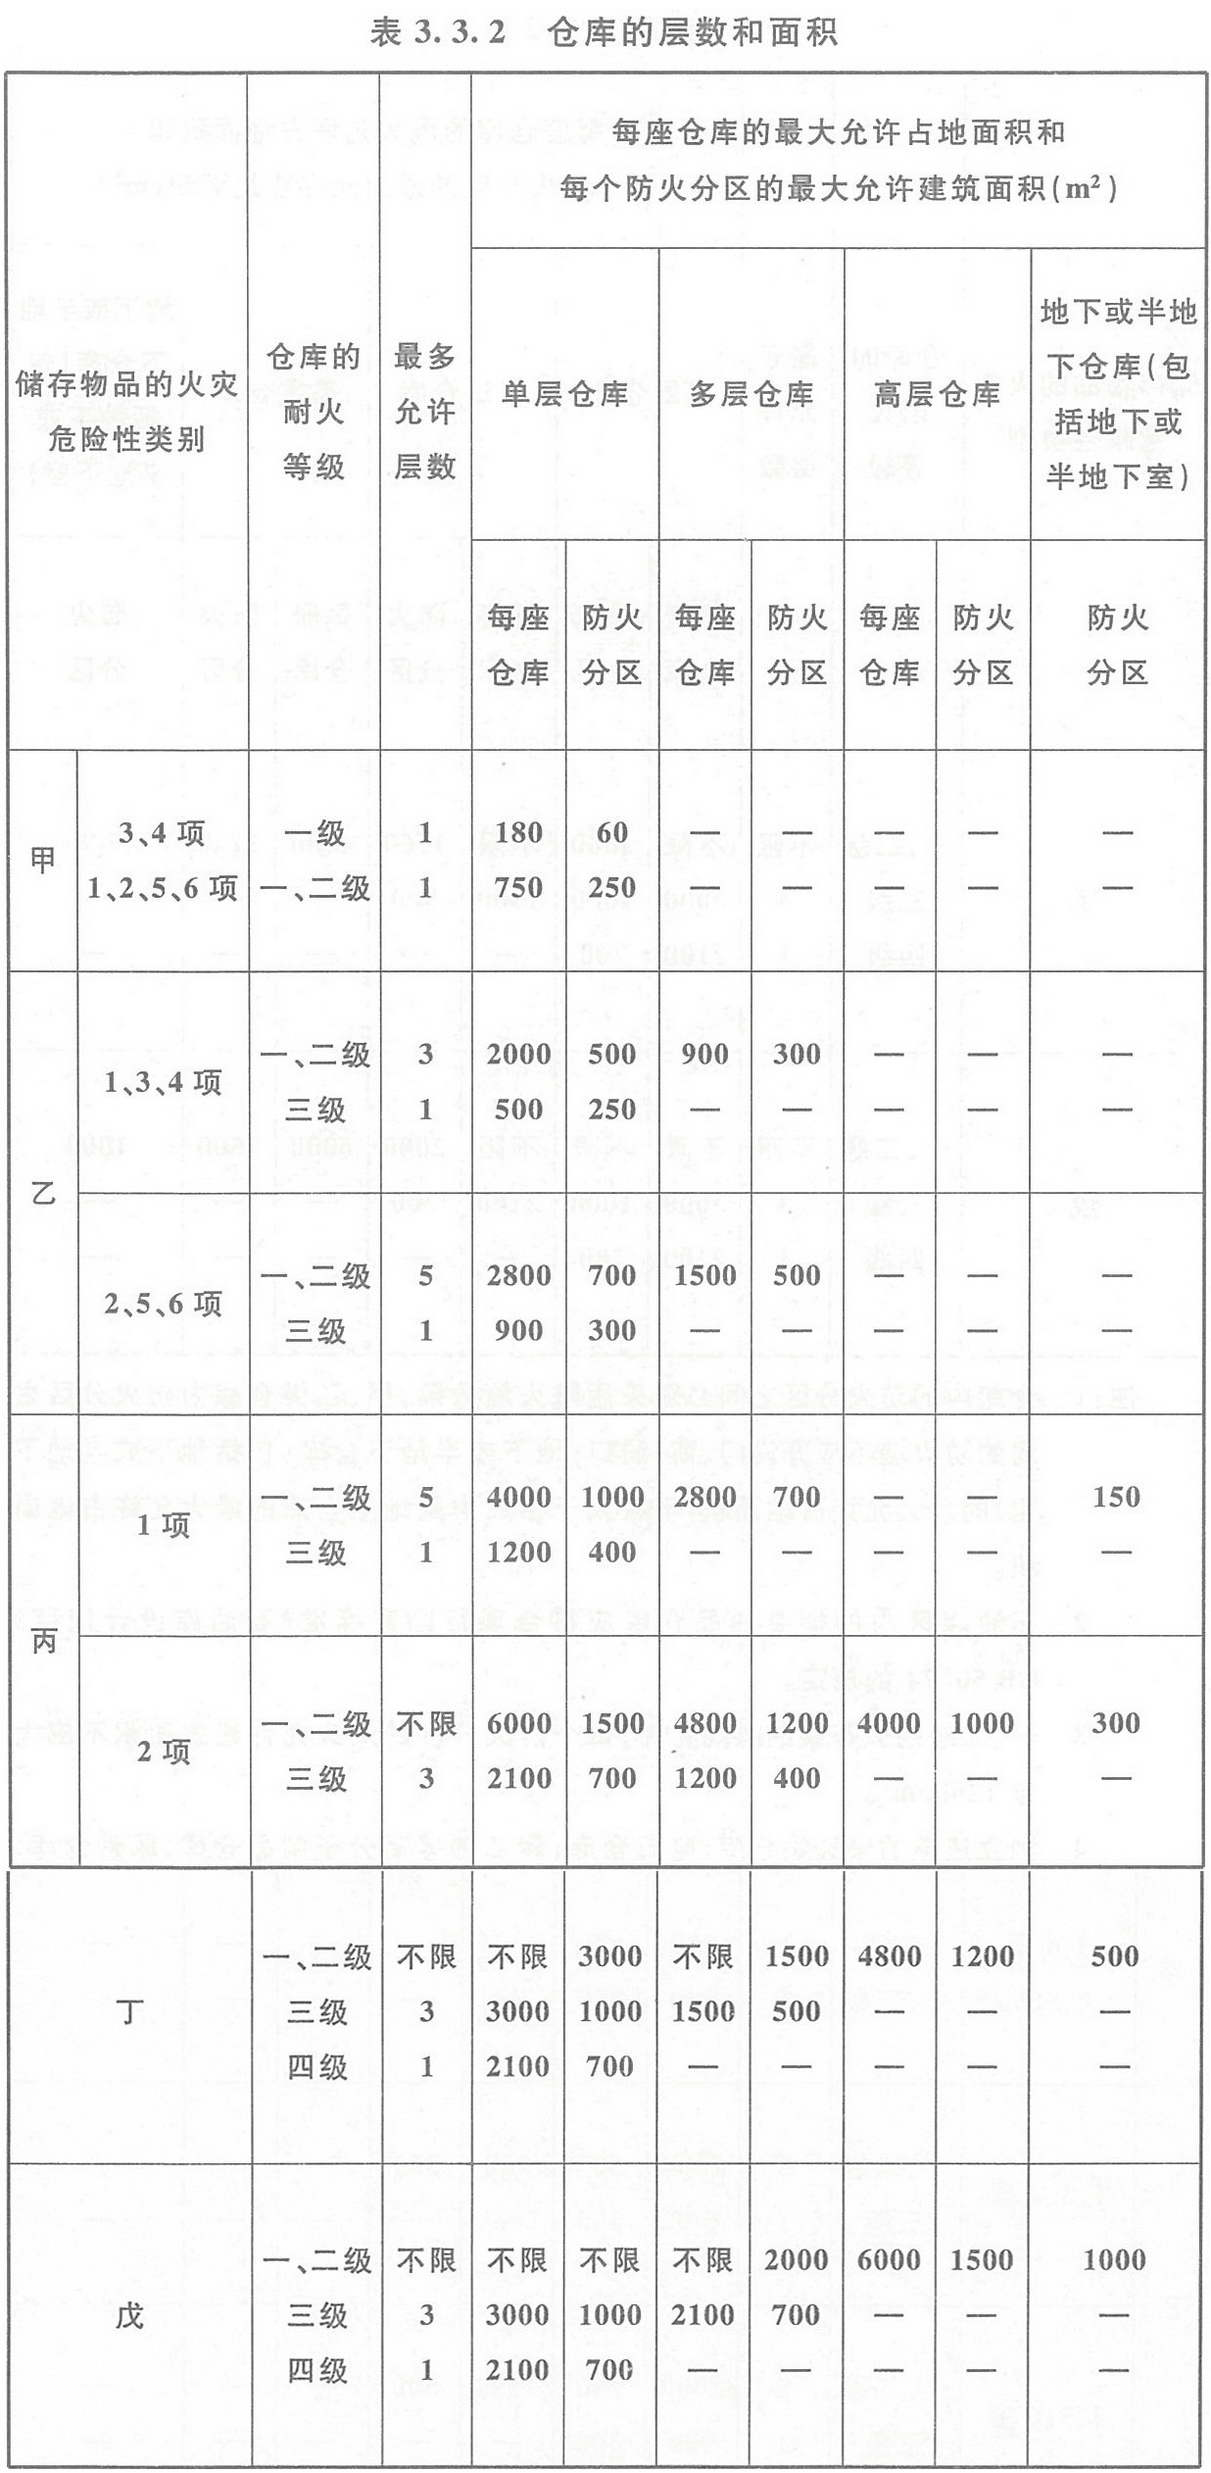 表 3.3.2 仓库的层数和面积
储存物品的火灾
危险性类别
仓库的
耐火
等级
最多
允许
层数
每座仓库的最大允许占地面积和
每个防火分区的最大允许建筑面积(m²)
单层仓库
多层仓库
高层仓库
地下或半地
下仓库(包
括地下或
半地下室)
每座 防火 每座 防火 每座 防火 防火
仓库 分区 仓库 分区 仓库 分区 分区
甲
3、4 项 一级 1 180 60 — — — — —
1、2、5、6 项 一、二级 1 750 250 — — — — —
乙
1、3、4 项
一、二级 3 2000 500 900 300 — — —
三级 1 500 250 — — — — —
2、5、6 项
一、二级 5 2800 700 1500 500 — — —
三级 1 900 300 — — — — —
丙
1 项
一、二级 5 4000 1000 2800 700 — — 150
三级 1 1200 400 — — — — —
2 项
一、二级 不限 6000 1500 4800 1200 4000 1000 300
三级 3 2100 700 1200 400 — — —
丁
一、二级 不限 不限 3000 不限 1500 4800 1200 500
三级 3 3000 1000 1500 500 — — —
四级 1 2100 700 — — — — —
戊
一、二级 不限 不限 不限 不限 2000 6000 1500 1000
三级 3 3000 1000 2100 700 — — —
四级 1 2100 700 — — — — —